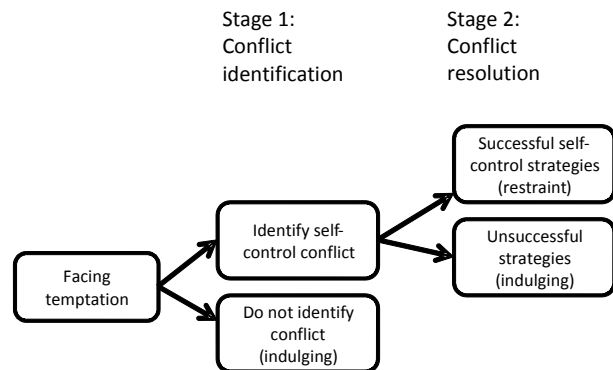 Stage 1:
Conflict
identification
Stage 2:
Conflict
resolution
Successful self-
control strategies
(restraint)
Identify self-
control conflict
Unsuccessful
strategies
(indulging)
Facing
temptation
Do not identify
conflict
(indulging)